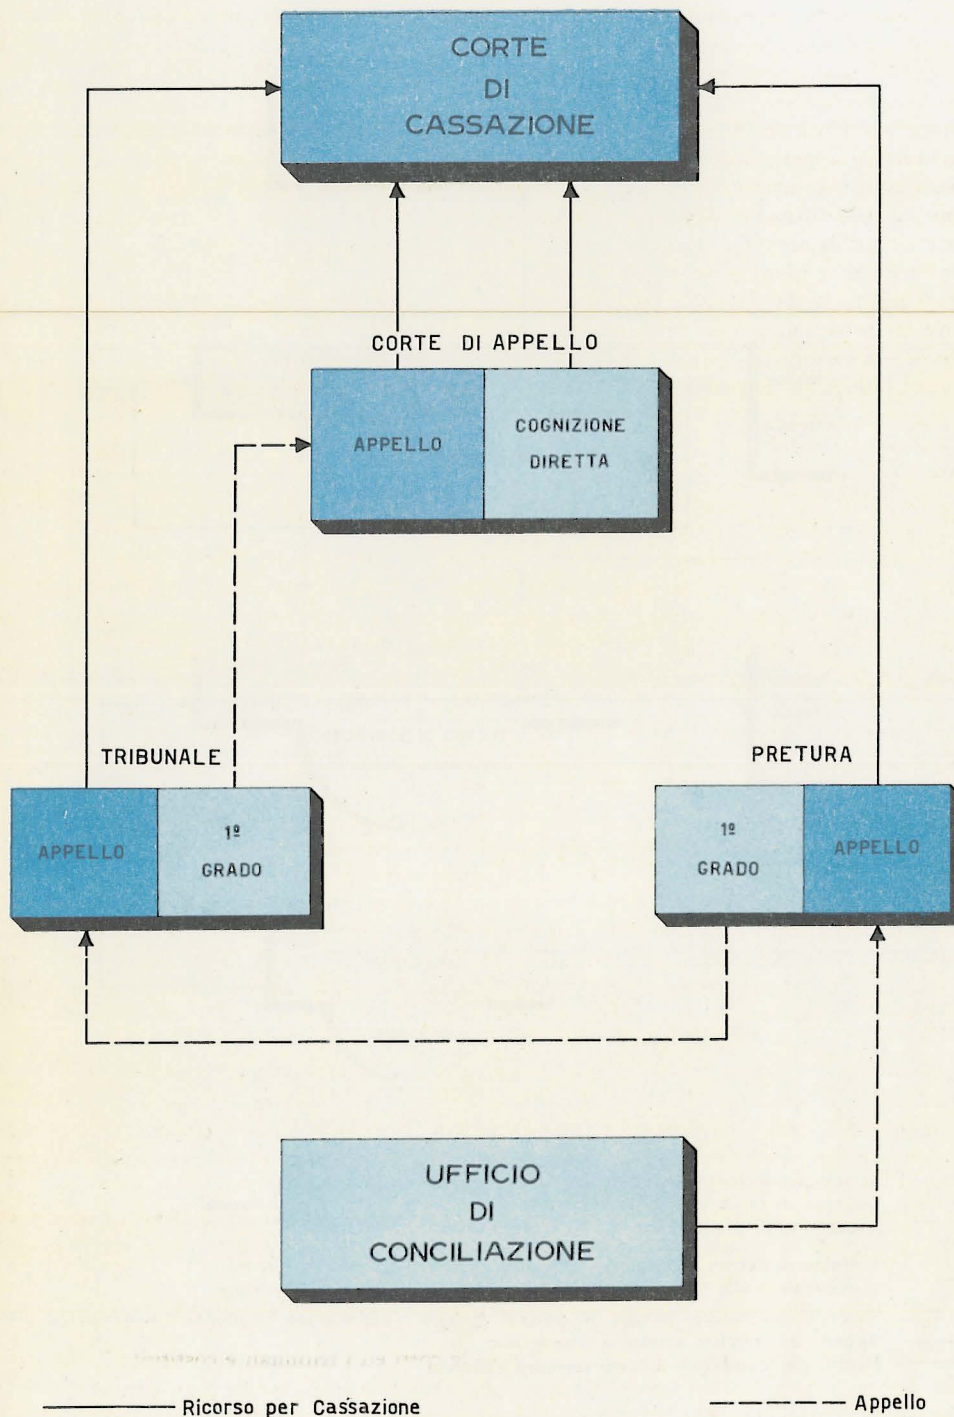 CORTE
DI
CASSAZIONE
CORTE DI APPELLO
APPELLO
COGNIZIONE
DIRETTA
TRIBUNALE
APPELLO
1º
GRADO
PRETURA
1º
GRADO
APPELLO
UFFICIO
DI
CONCILIAZIONE
Ricorso per Cassazione
Appello